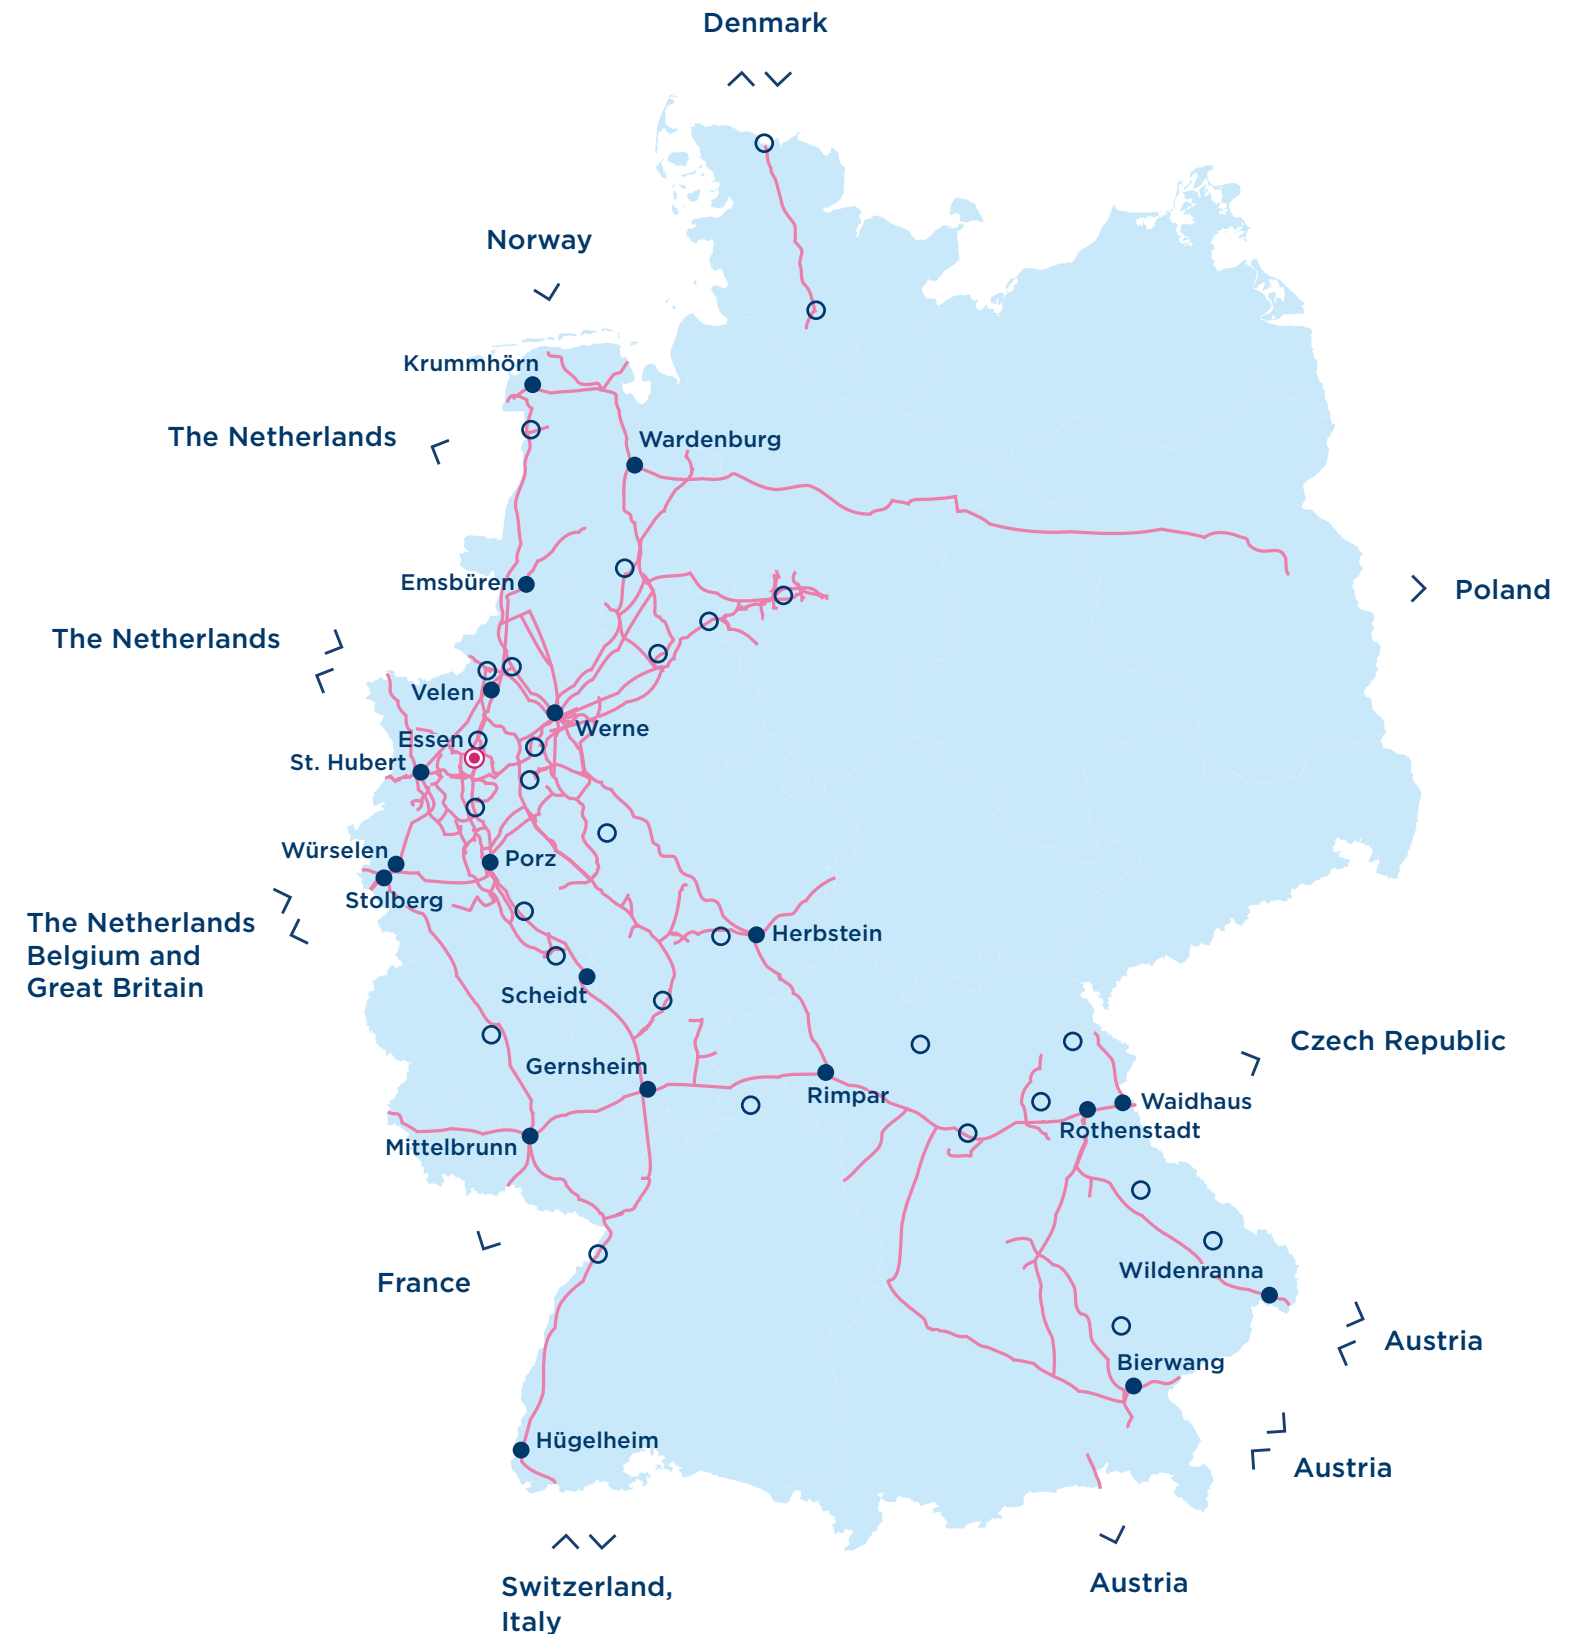 Denmark
Norway
Krummhörn
The Netherlands
Wardenburg
Emsbüren
Poland
The Netherlands
Velen
Werne
Essen
St. Hubert
Würselen
Porz
Stolberg
The Netherlands
Belgium and
Great Britain
Herbstein
Scheidt
Czech Republic
Gernsheim
Rimpar
Waidhaus
Rothenstadt
Mittelbrunn
Wildenranna
France
Austria
Bierwang
Hügelheim
Austria
Austria
Switzerland,
Italy